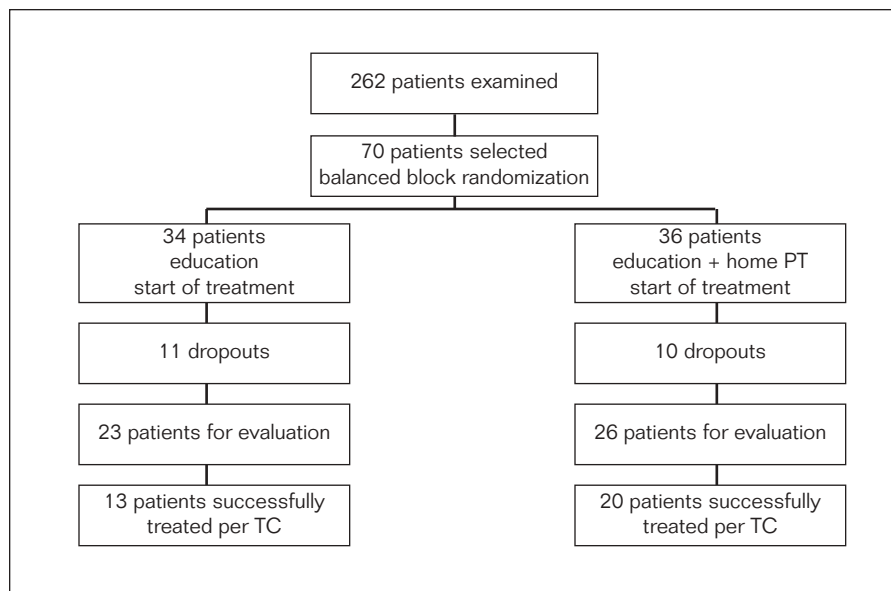 262 patients examined
70 patients selected
balanced block randomization
34 patients
education
start of treatment
36 patients
education + home PT
start of treatment
11 dropouts
10 dropouts
23 patients for evaluation
26 patients for evaluation
13 patients successfully
treated per TC
20 patients successfully
treated per TC